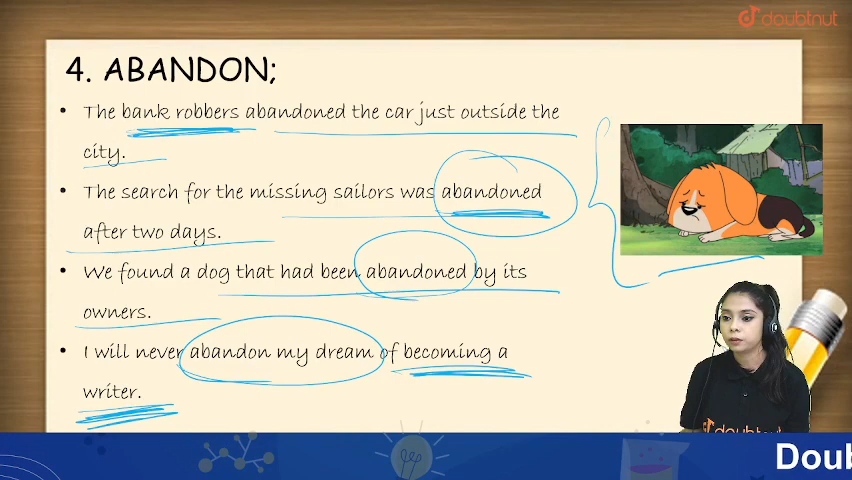 doubtnut
4. ABANDON;
• The bank robbers abandoned the car just outside the
city.
• The search for the missing sailors was abandoned
after two days.
• We found a dog that had been abandoned by its
owners.
• I will never abandon my dream of becoming a
writer.
doubtnut
Doub